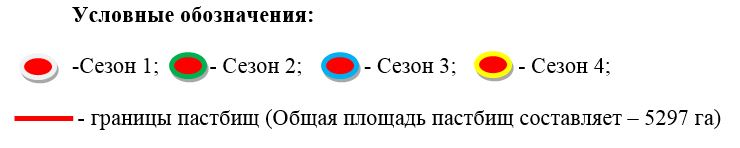 Условные обозначения:
-Сезон 1; - Сезон 2; - Сезон 3; - Сезон 4;
- границы пастбищ (Общая площадь пастбищ составляет – 5297 га)